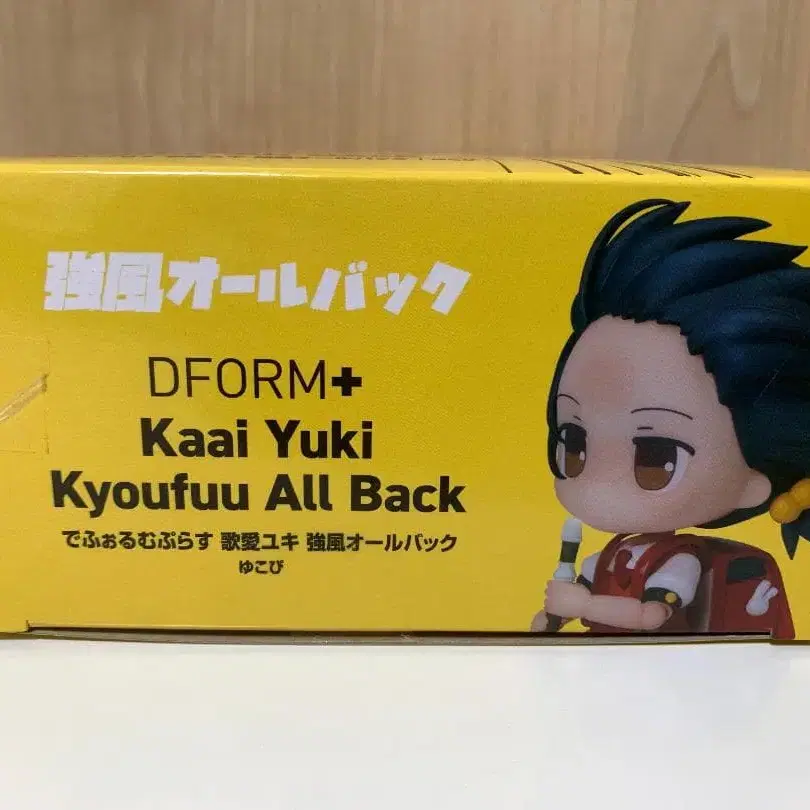 強風オールバック
DFORM+
Kaai Yuki
Kyoufuu All Back
でふぉるむぷらす 歌愛ユキ 強風オールバック
ゆこぴ